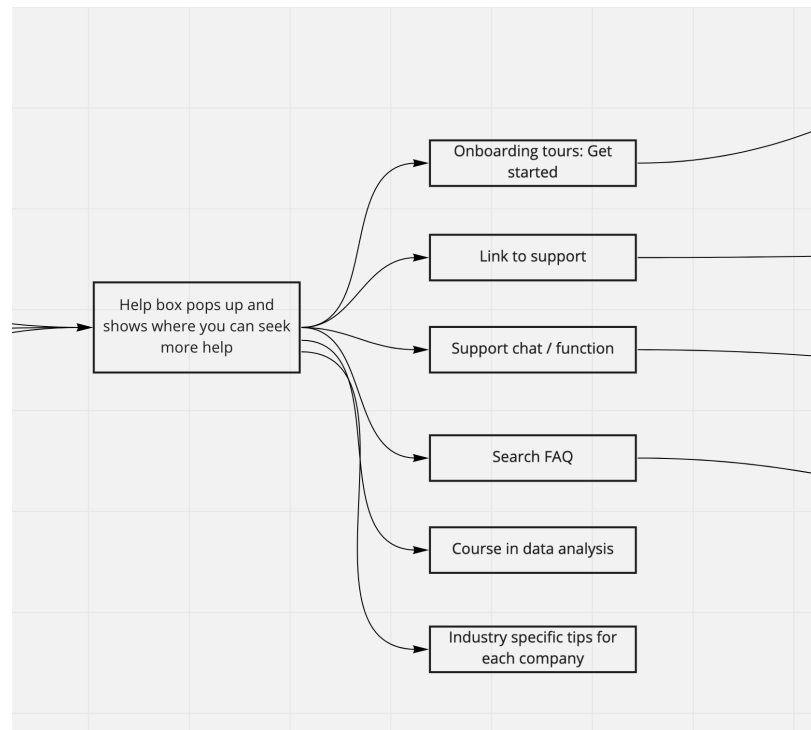 Onboarding tours: Get
started
Link to support
Help box pops up and
shows where you can seek
more help
Support chat / function
Search FAQ
Course in data analysis
Industry specific tips for
each company